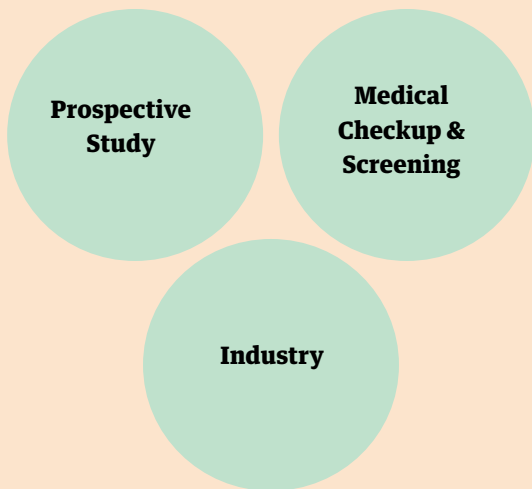 Prospective
Study
Medical
Checkup &
Screening
Industry